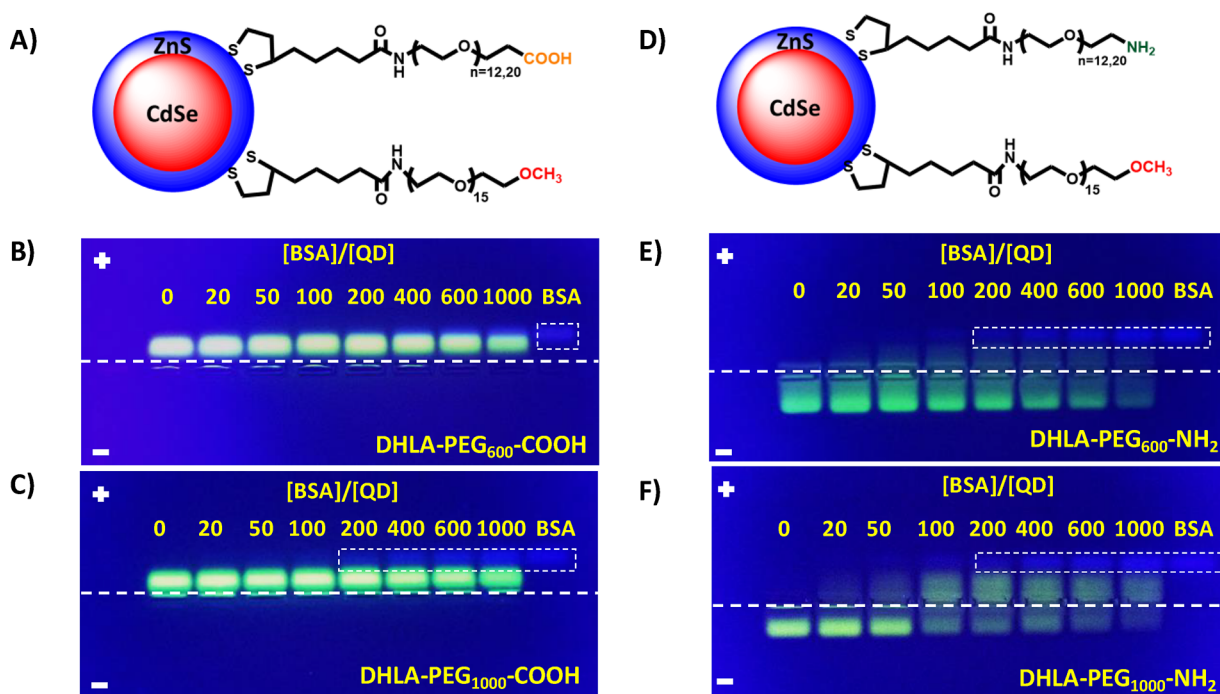 A)
ZnS
CdSe
S
S
O
N
H
O
n=12,20
COOH
S
S
O
H
N
O
15
OCH3
B)
+
[BSA]/[QD]
0 20 50 100 200 400 600 1000 BSA
−
DHLA-PEG600-COOH
C)
+
[BSA]/[QD]
0 20 50 100 200 400 600 1000 BSA
−
DHLA-PEG1000-COOH
D)
ZnS
CdSe
S
S
O
N
H
O
n=12,20
NH2
S
S
O
H
N
O
15
OCH3
E)
+
[BSA]/[QD]
0 20 50 100 200 400 600 1000 BSA
−
DHLA-PEG600-NH2
F)
+
[BSA]/[QD]
0 20 50 100 200 400 600 1000 BSA
−
DHLA-PEG1000-NH2